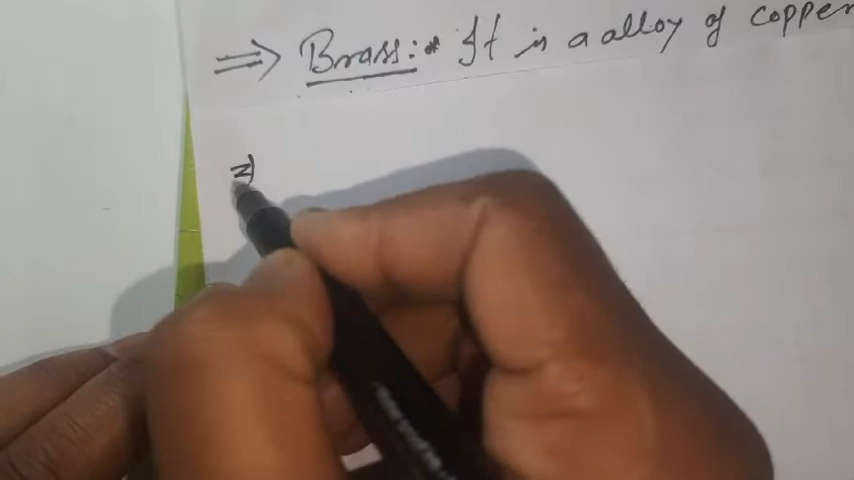 ⇒ Brass:- It is a alloy of copper